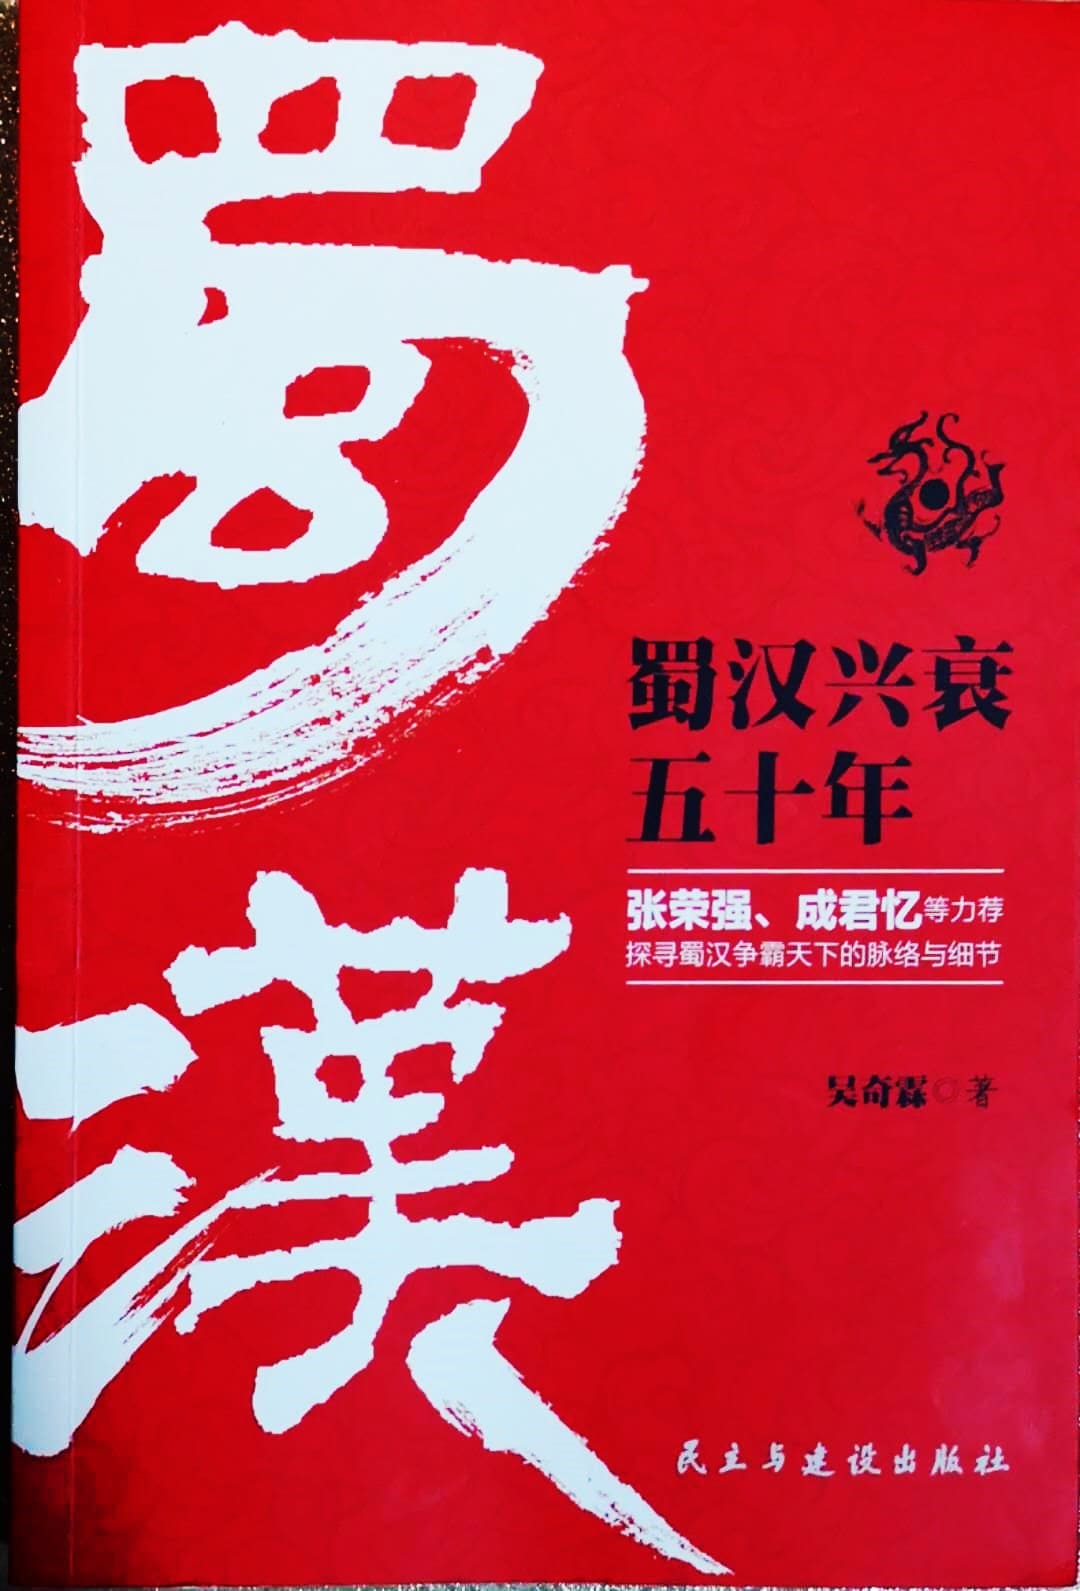 蜀漢
蜀汉兴衰
五十年
张荣强、成君忆等力荐
探寻蜀汉争霸天下的脉络与细节
吴奇霖◎著
民主与建设出版社